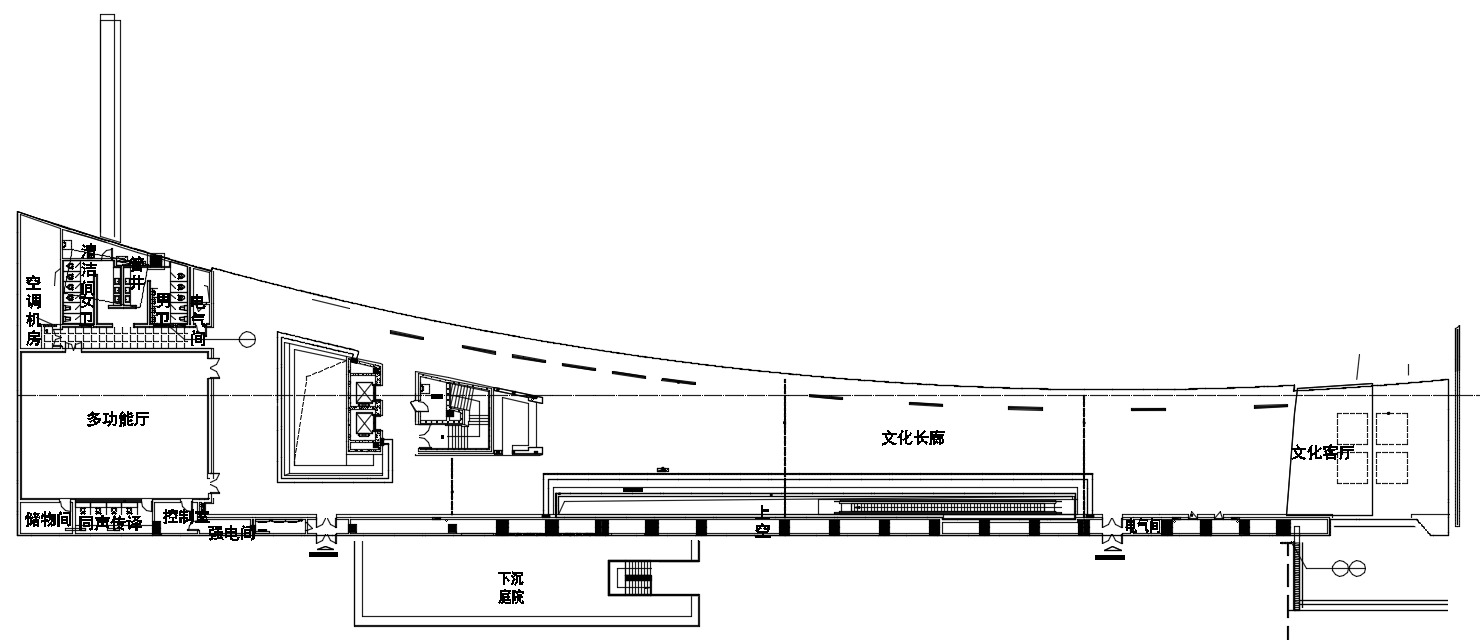 清洁间
管井
空调机房
女卫
男卫
电气间
多功能厅
文化长廊
文化客厅
储物间
同声传译
控制室
强电间
上空
电气间
下沉
庭院